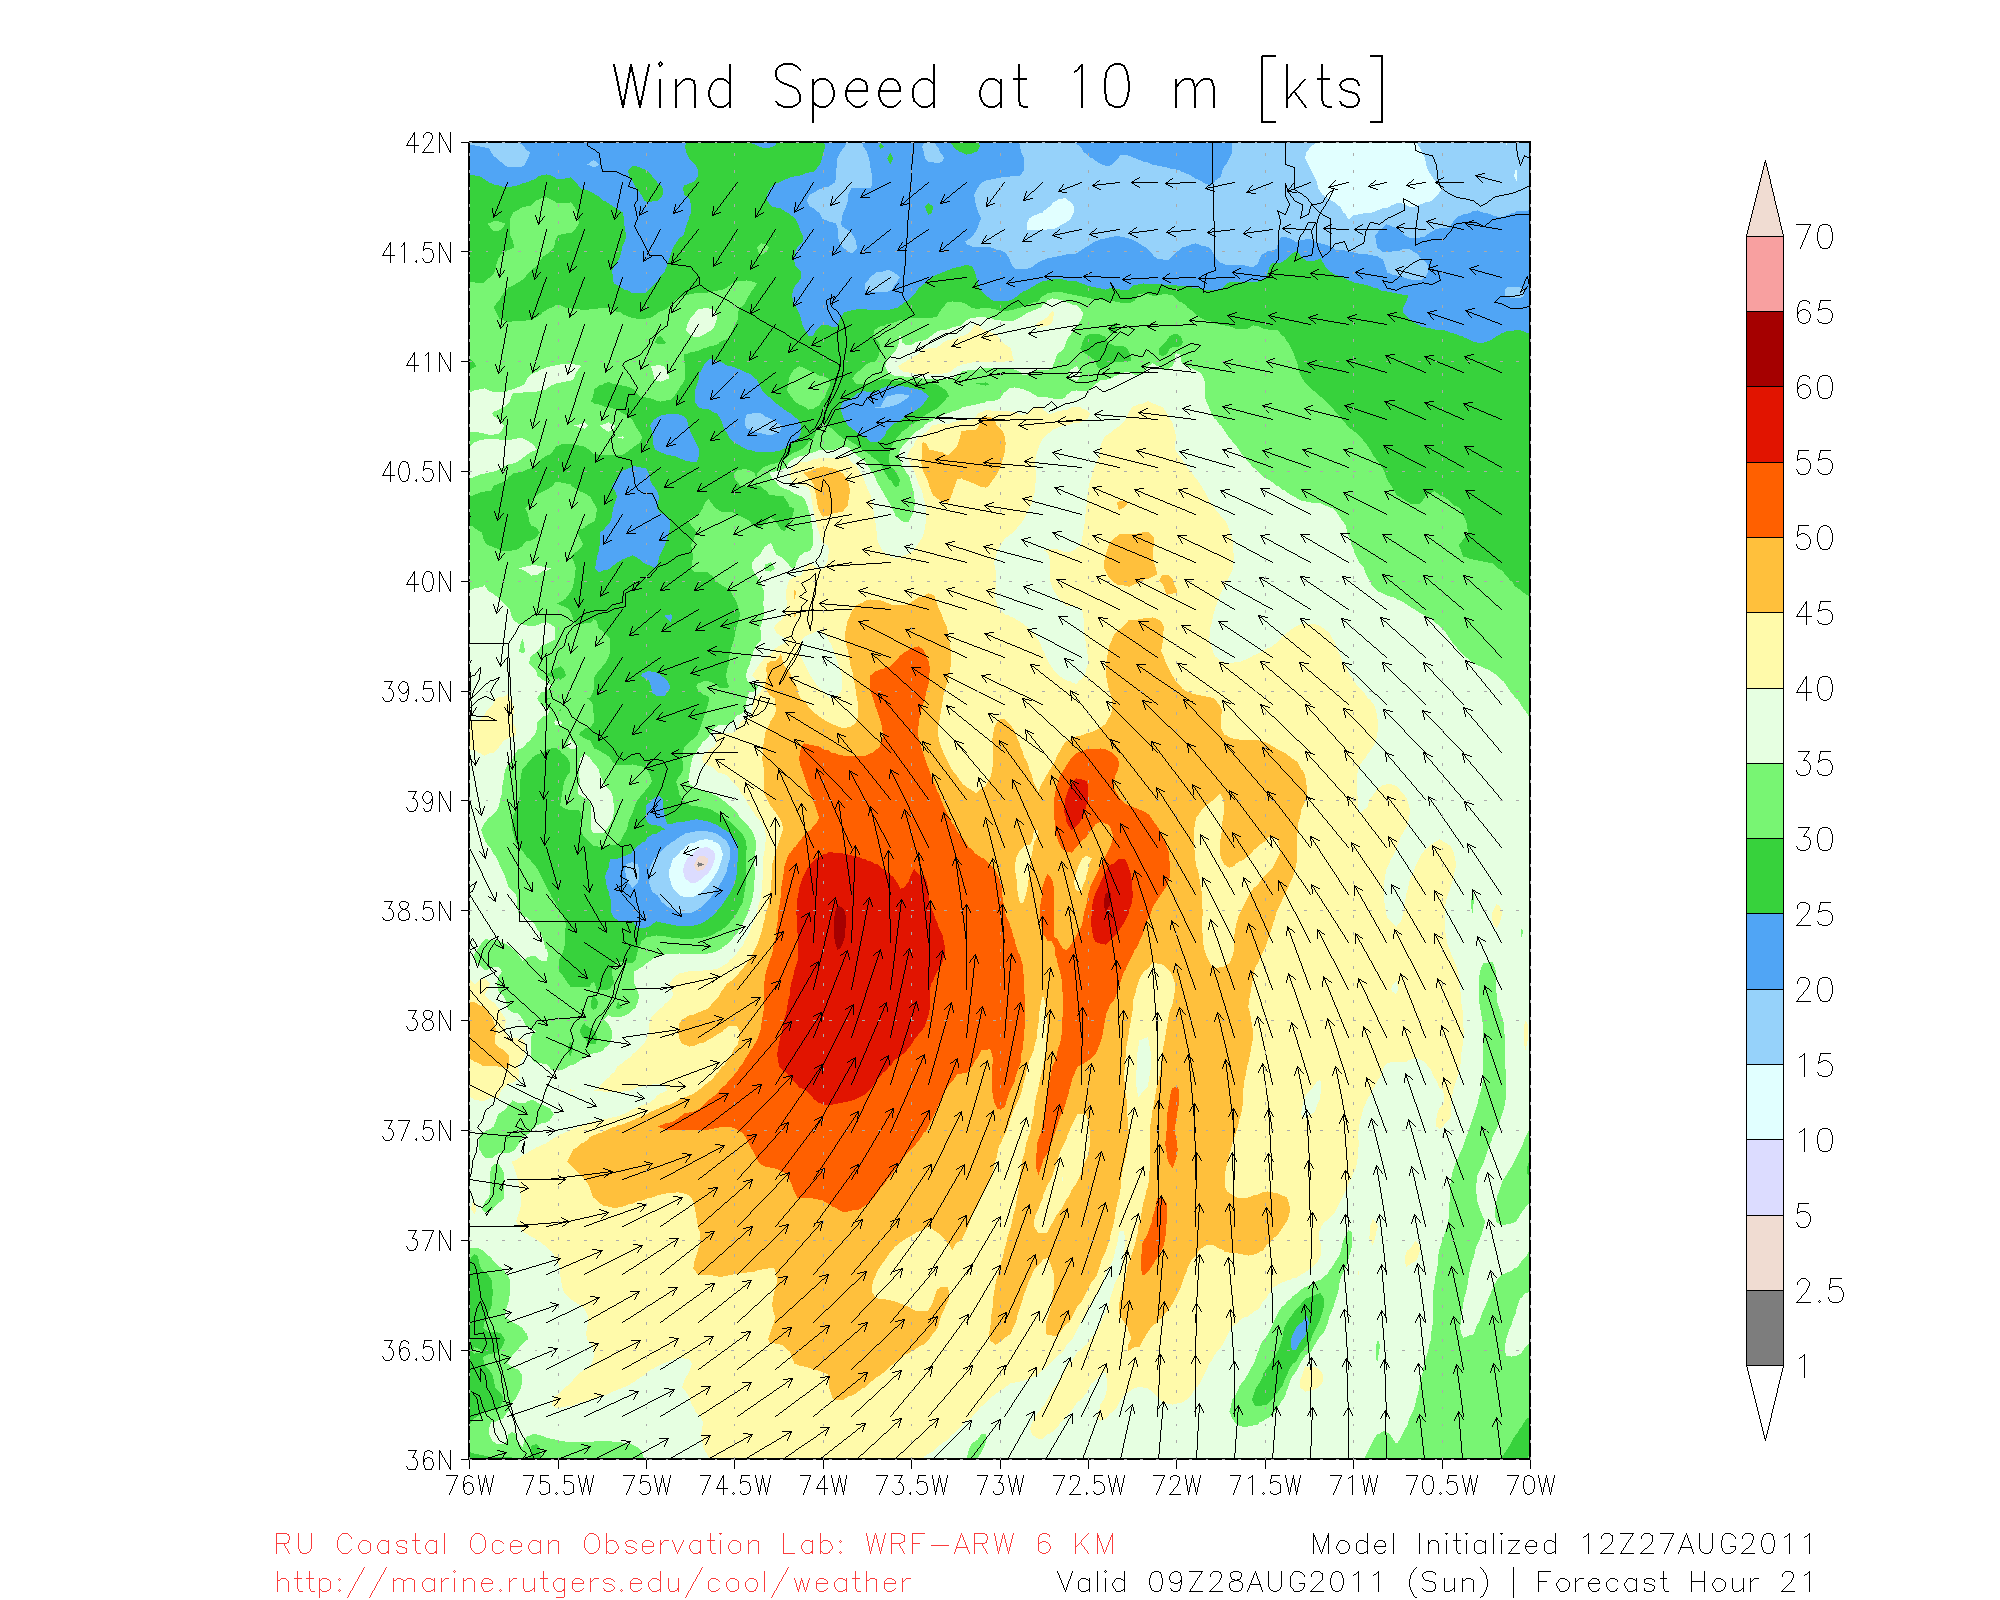 Wind Speed at 10 m [kts]
42N
41.5N
41N
40.5N
40N
39.5N
39N
38.5N
38N
37.5N
37N
36.5N
36N
76W 75.5W 75W 74.5W 74W 73.5W 73W 72.5W 72W 71.5W 71W 70.5W 70W
70
65
60
55
50
45
40
35
30
25
20
15
10
5
2.5
1
RU Coastal Ocean Observation Lab: WRF-ARW 6 KM
http://marine.rutgers.edu/cool/weather
Model Initialized 12Z27AUG2011
Valid 09Z28AUG2011 (Sun) | Forecast Hour 21